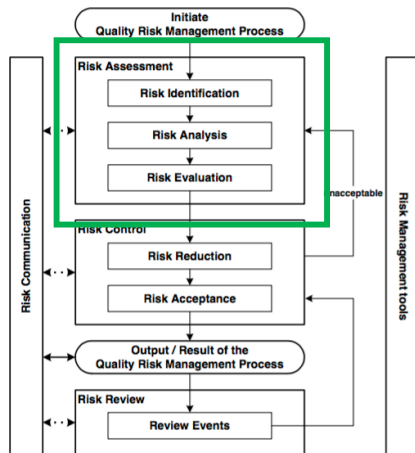 Initiate
Quality Risk Management Process
Risk Assessment
Risk Identification
Risk Analysis
Risk Evaluation
nacceptable
Risk Control
Risk Reduction
Risk Acceptance
Output / Result of the
Quality Risk Management Process
Risk Review
Review Events
Risk Communication
Risk Management tools